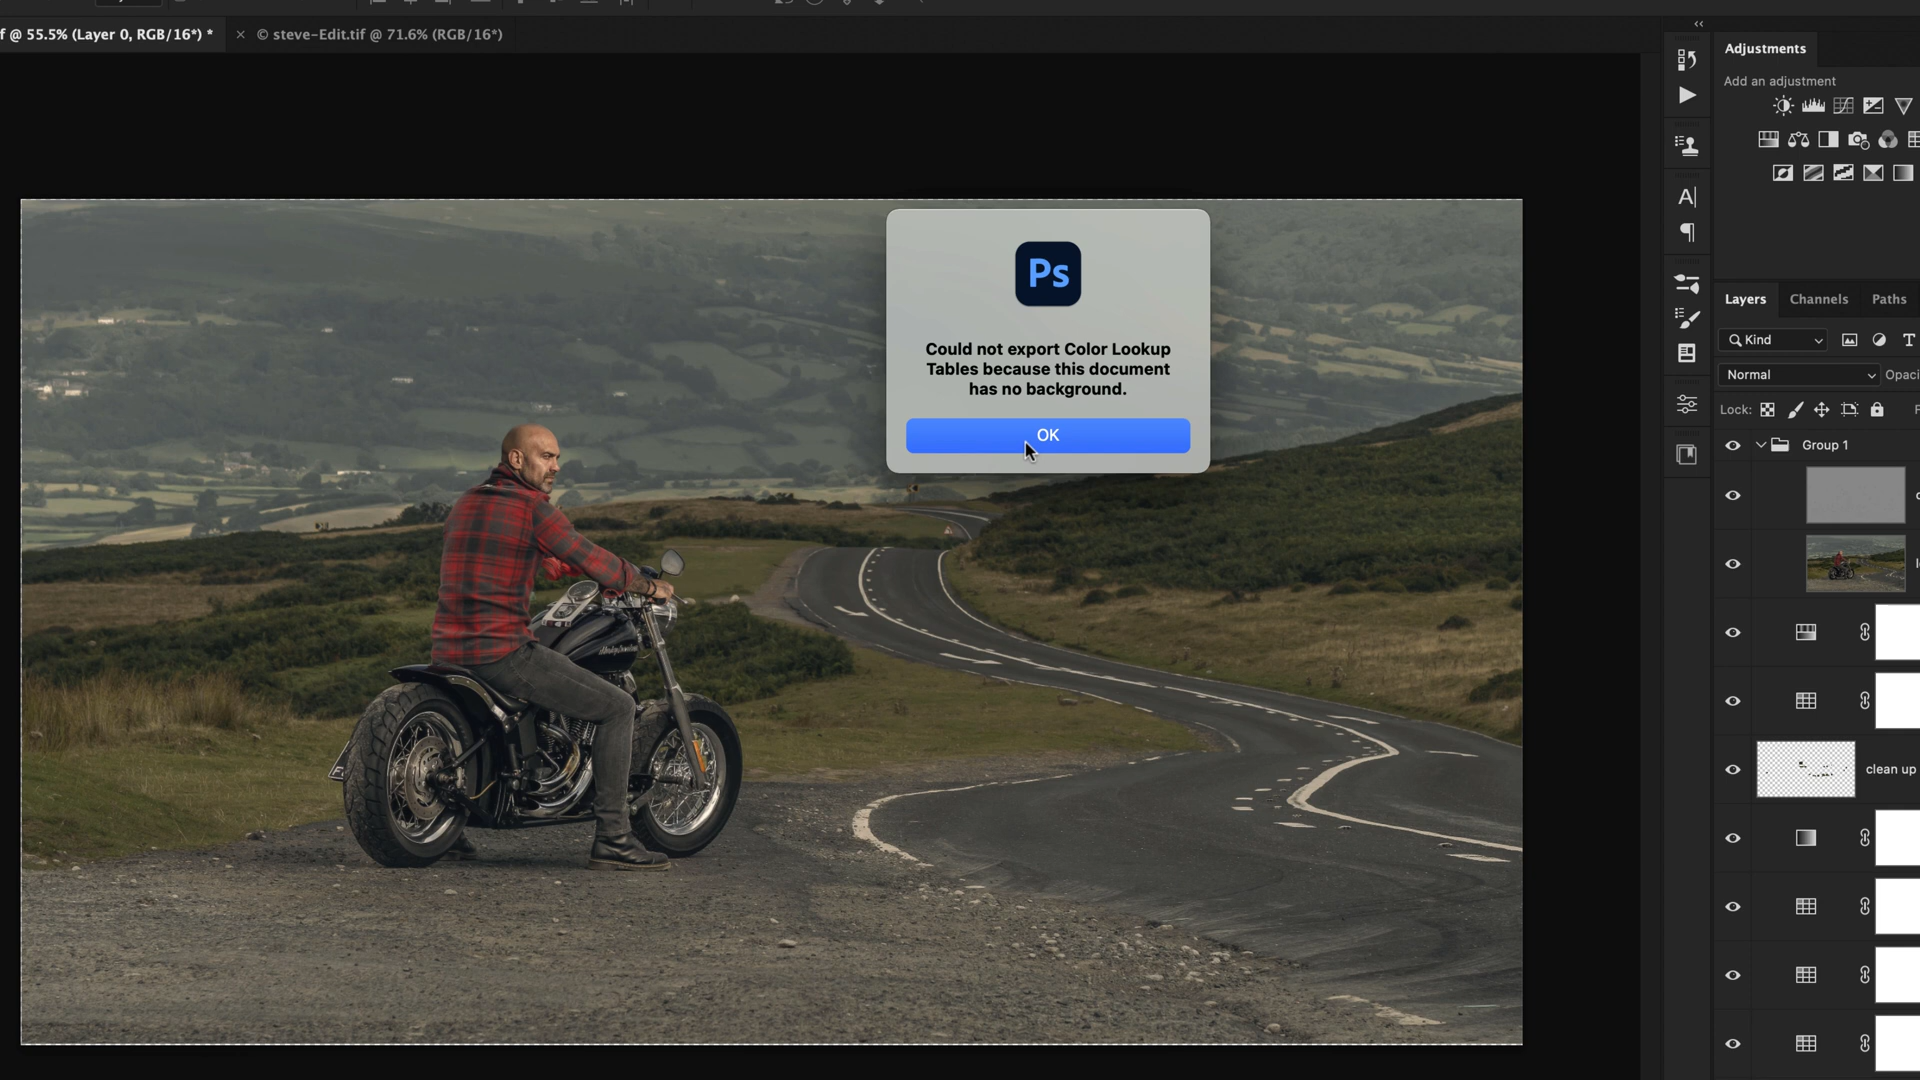 f @ 55.5% (Layer 0, RGB/16*) *
× © steve-Edit.tif @ 71.6% (RGB/16*)
Adjustments
Add an adjustment
Ps
Could not export Color Lookup
Tables because this document
has no background.
OK
Layers Channels Paths
Kind
Normal Opaci
Lock:
Group 1
clean up